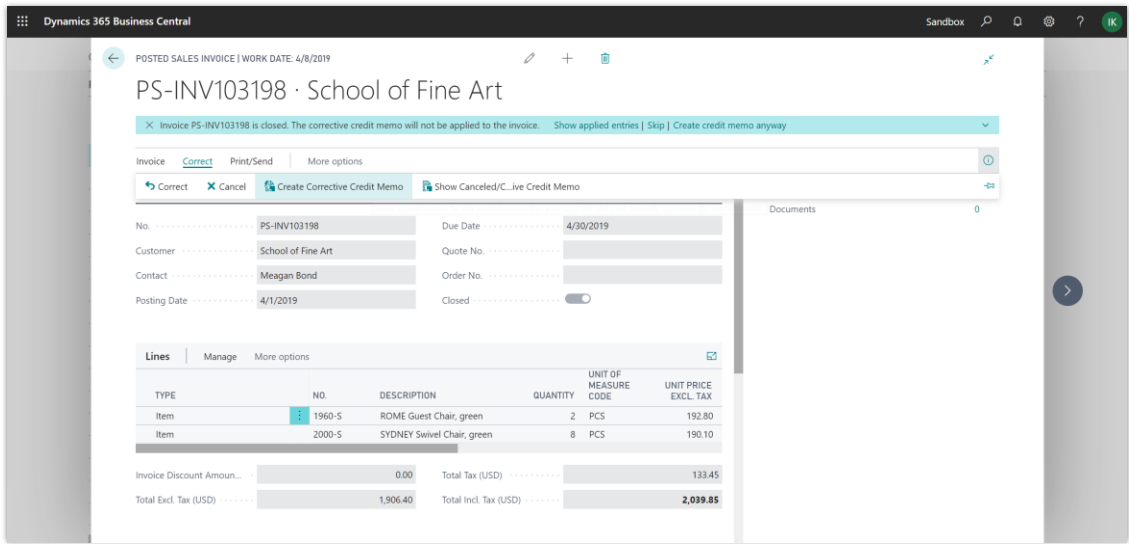 Dynamics 365 Business Central Sandbox ? IK
POSTED SALES INVOICE | WORK DATE: 4/8/2019
PS-INV103198 · School of Fine Art
Invoice PS-INV103198 is closed. The corrective credit memo will not be applied to the invoice. Show applied entries | Skip | Create credit memo anyway
Invoice Correct Print/Send More options
Correct Cancel Create Corrective Credit Memo Show Canceled/C...ive Credit Memo
Documents 0
No. PS-INV103198 Due Date 4/30/2019
Customer School of Fine Art Quote No.
Contact Meagan Bond Order No.
Posting Date 4/1/2019 Closed
Lines Manage More options
TYPE NO. DESCRIPTION QUANTITY UNIT OF MEASURE CODE UNIT PRICE EXCL. TAX
Item 1960-S ROME Guest Chair, green 2 PCS 192.80
Item 2000-S SYDNEY Swivel Chair, green 8 PCS 190.10
Invoice Discount Amoun... 0.00 Total Tax (USD) 133.45
Total Excl. Tax (USD) 1,906.40 Total Incl. Tax (USD) 2,039.85